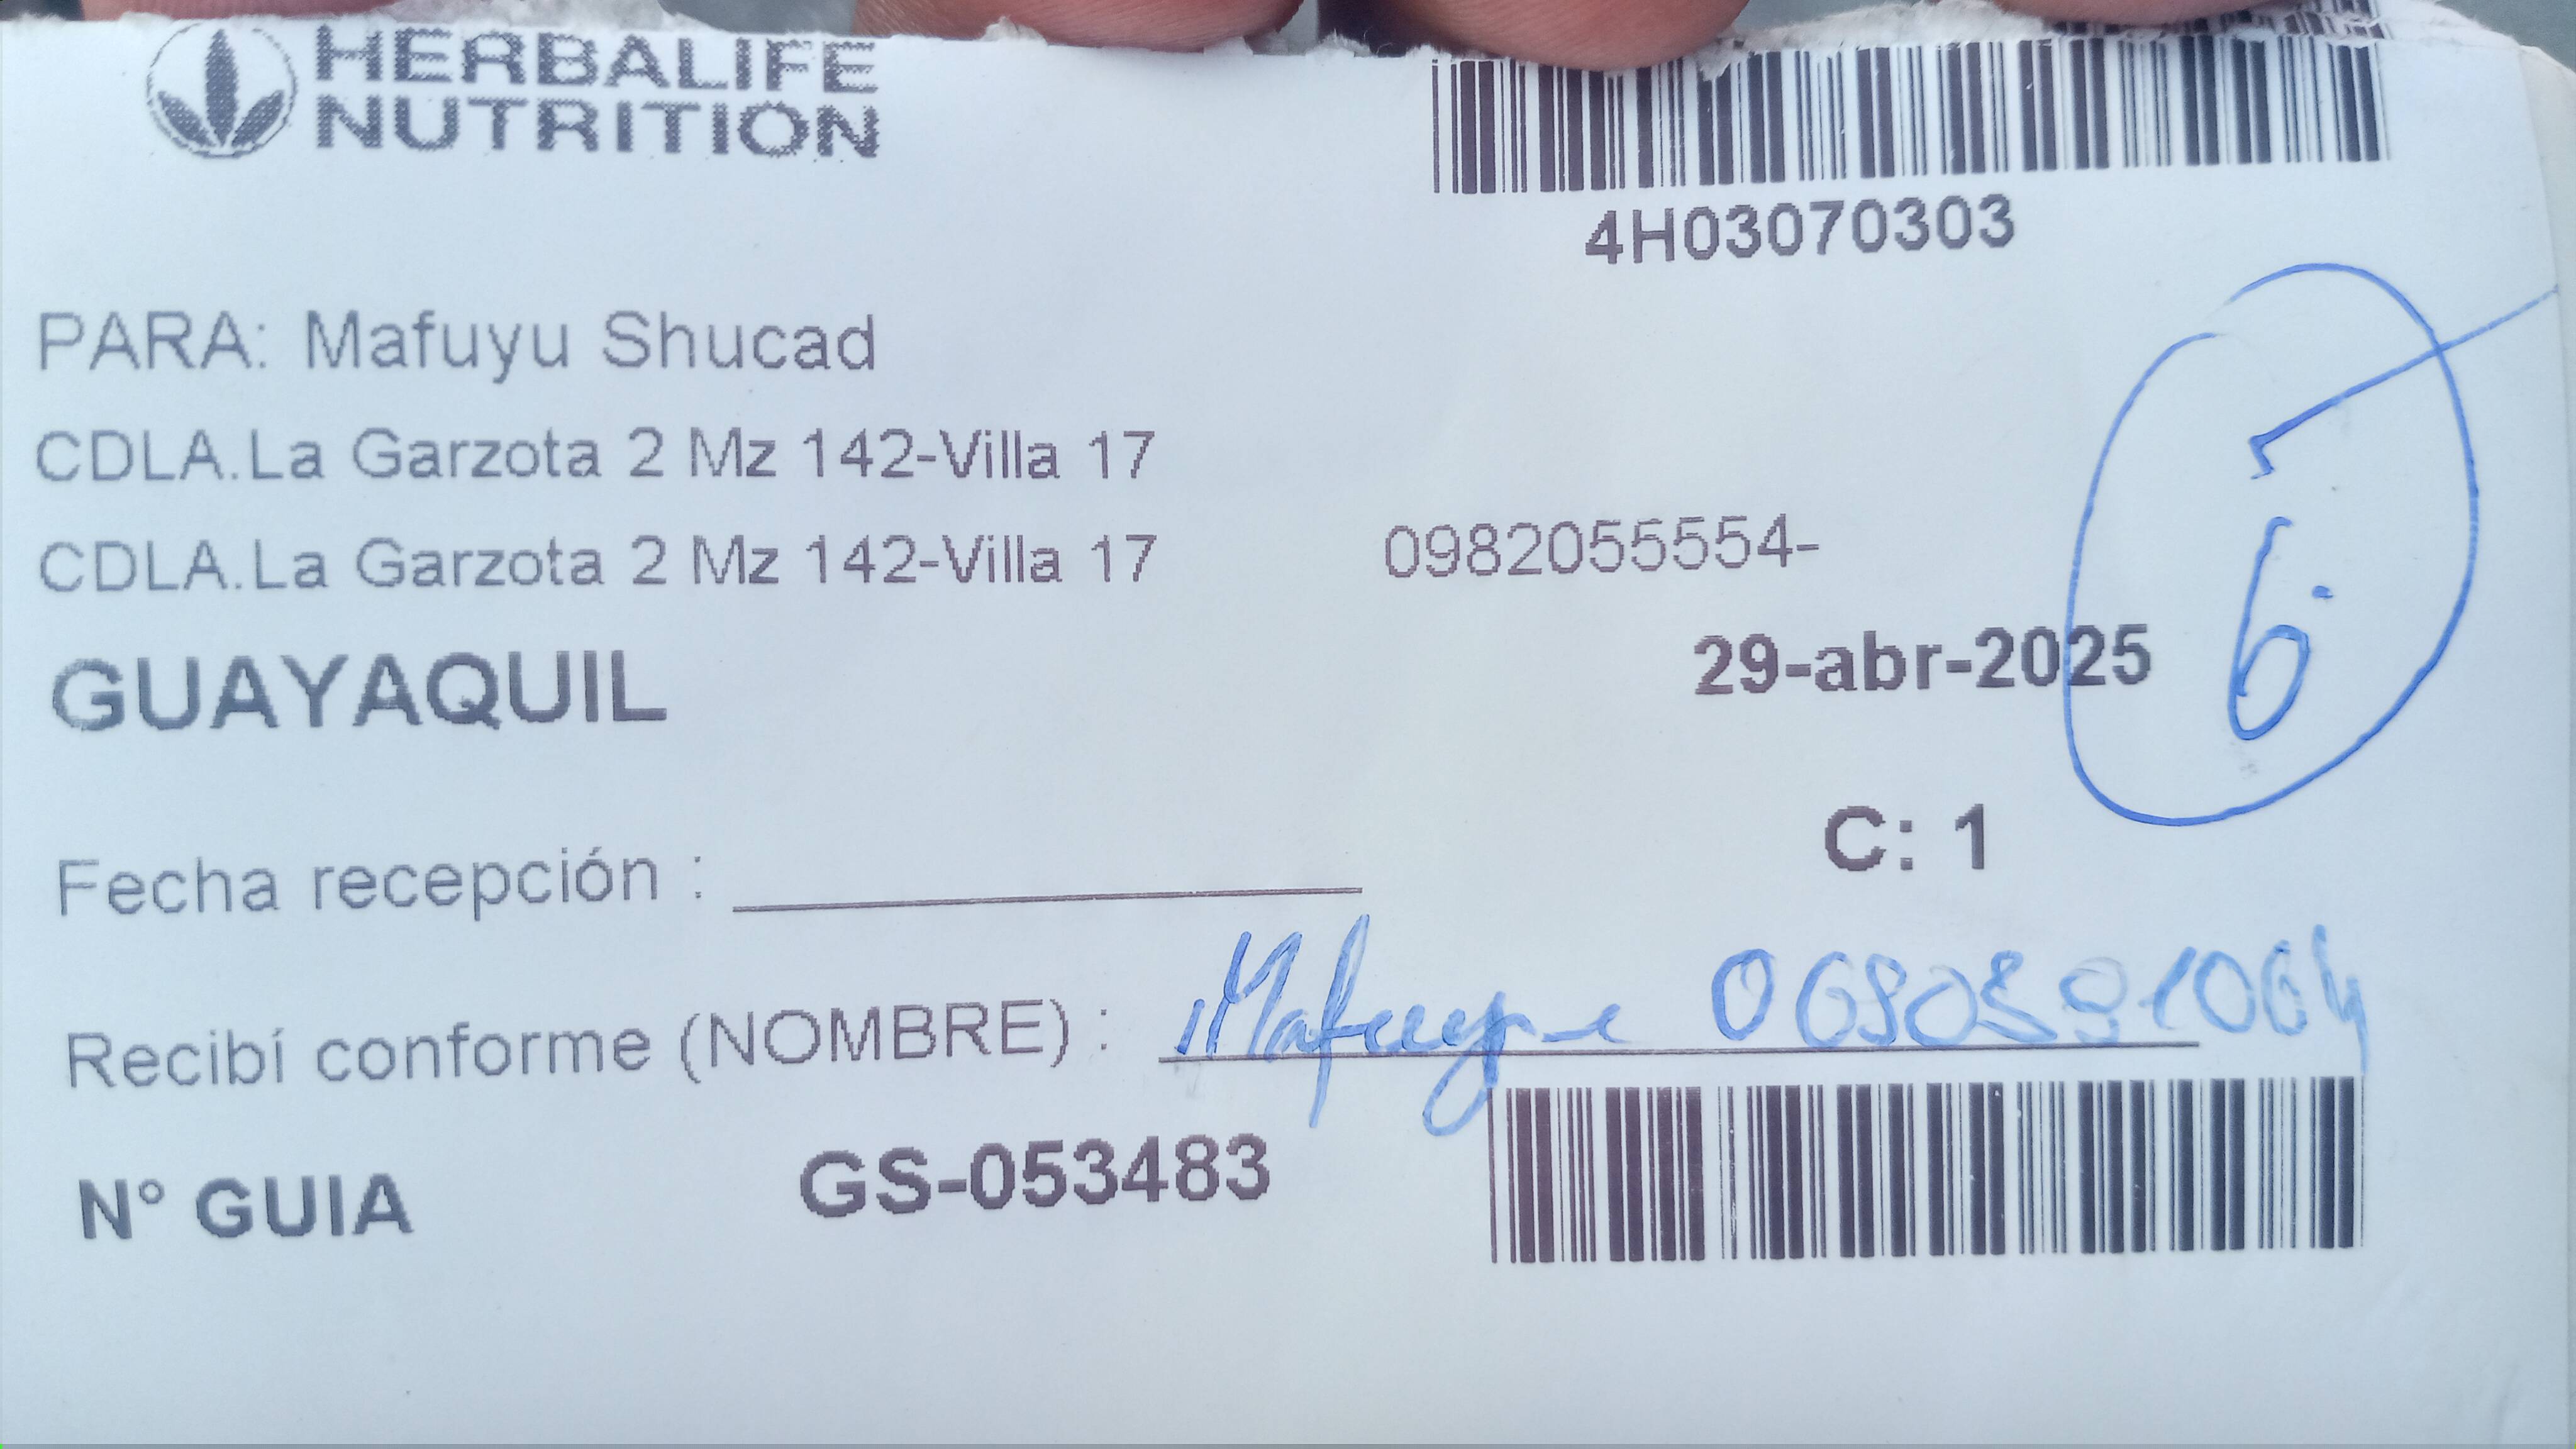 HERBALIFE
NUTRITION
4H03070303
PARA: Mafuyu Shucad
CDLA.La Garzota 2 Mz 142-Villa 17
CDLA.La Garzota 2 Mz 142-Villa 17
0982055554-
GUAYAQUIL
29-abr-2025
6
C: 1
Fecha recepción :
Recibí conforme (NOMBRE) : Mafuyu
N° GUIA GS-053483